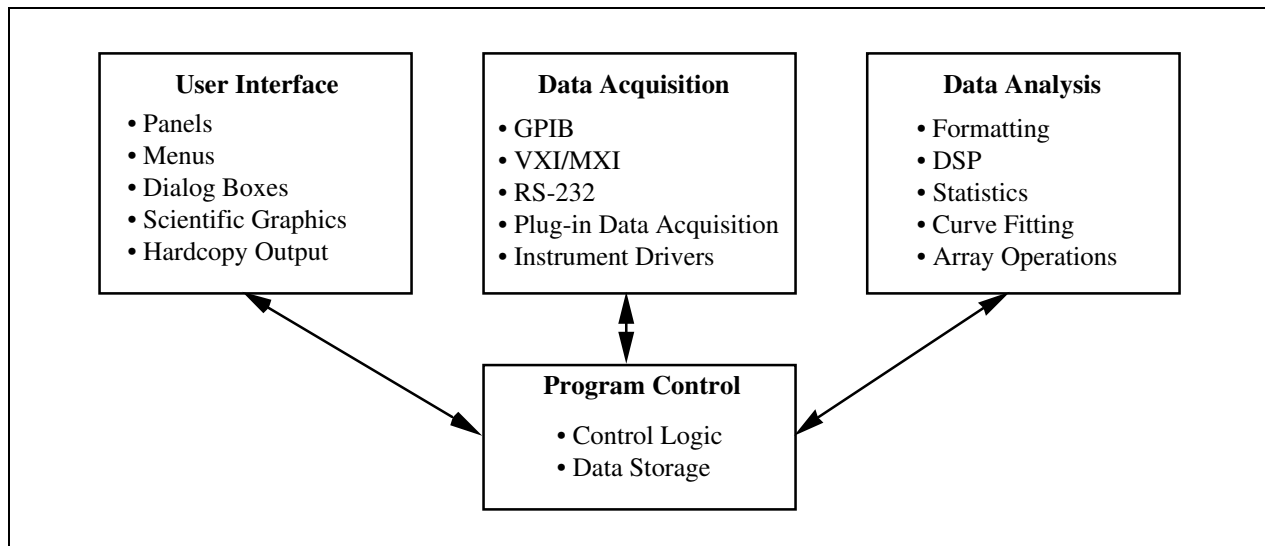 User Interface
• Panels
• Menus
• Dialog Boxes
• Scientific Graphics
• Hardcopy Output
Data Acquisition
• GPIB
• VXI/MXI
• RS-232
• Plug-in Data Acquisition
• Instrument Drivers
Data Analysis
• Formatting
• DSP
• Statistics
• Curve Fitting
• Array Operations
Program Control
• Control Logic
• Data Storage